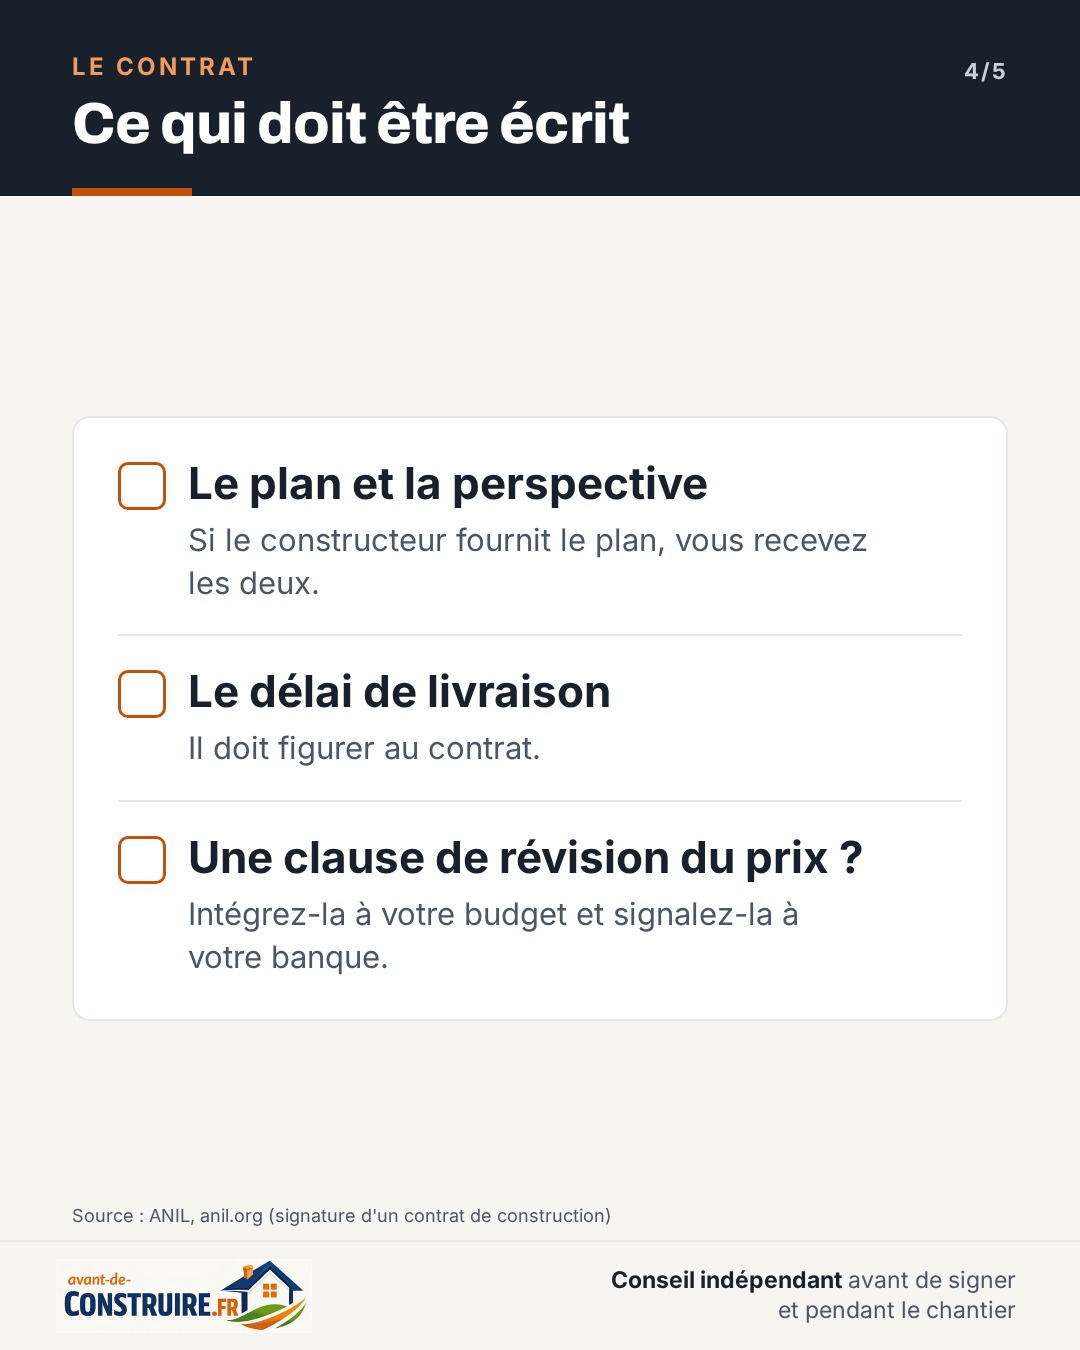 LE CONTRAT
4/5
Ce qui doit être écrit
Le plan et la perspective
Si le constructeur fournit le plan, vous recevez
les deux.
Le délai de livraison
Il doit figurer au contrat.
Une clause de révision du prix ?
Intégrez-la à votre budget et signalez-la à
votre banque.
Source : ANIL, anil.org (signature d'un contrat de construction)
avant-de-
CONSTRUIRE.FR
Conseil indépendant avant de signer
et pendant le chantier